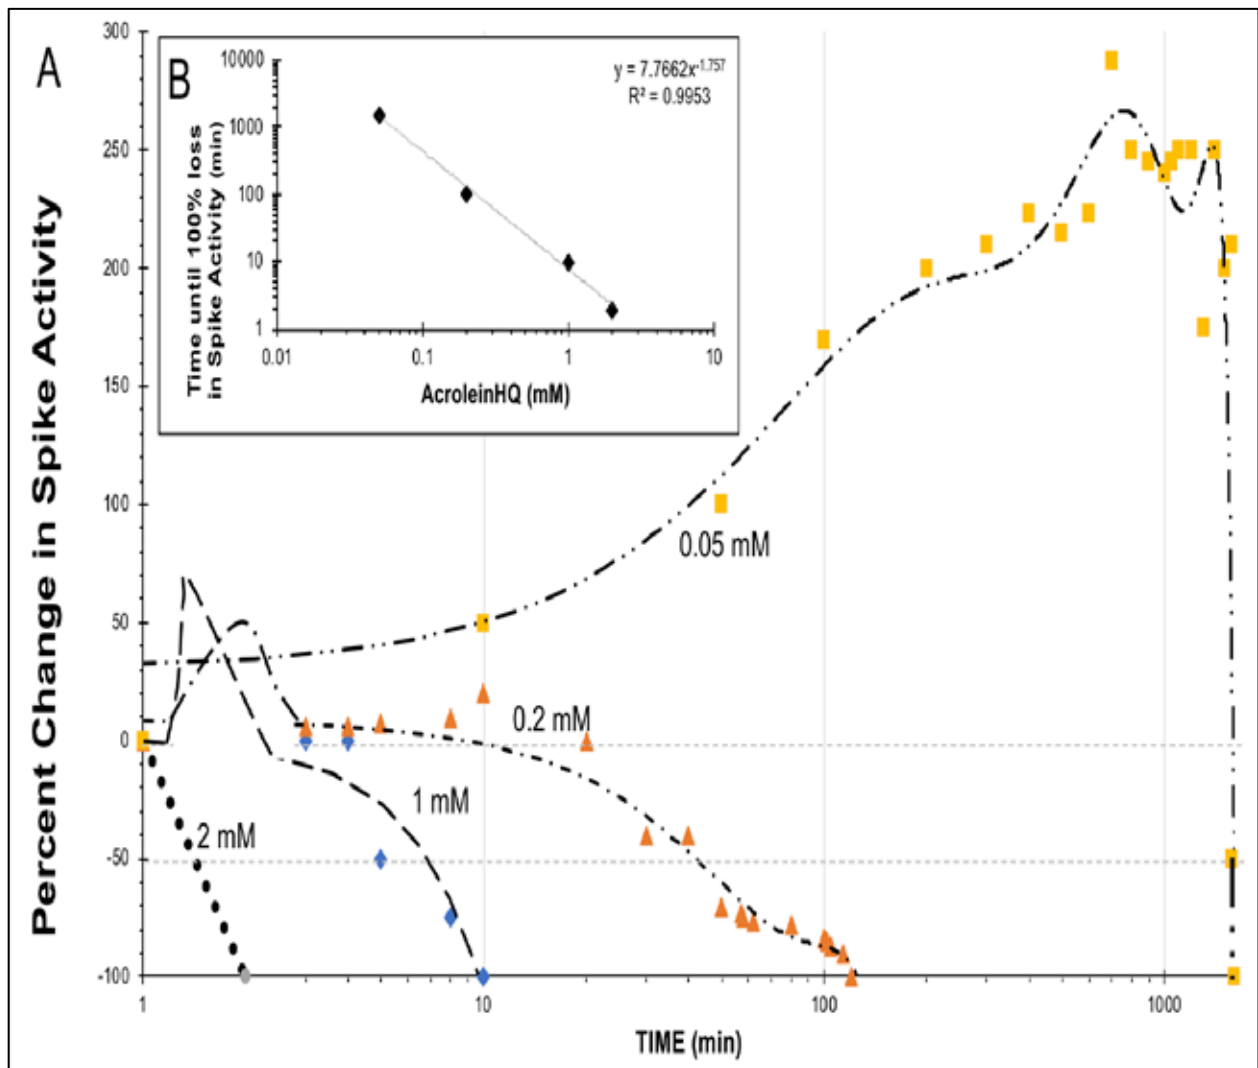 A
Percent Change in Spike Activity
300
250
200
150
100
50
0
-50
-100
1
10
100
1000
TIME (min)
0.05 mM
0.2 mM
1 mM
2 mM
B
y = 7.7662x^-1.757
R² = 0.9953
Time until 100% loss
in Spike Activity (min)
10000
1000
100
10
1
0.01
0.1
1
10
AcroleinHQ (mM)